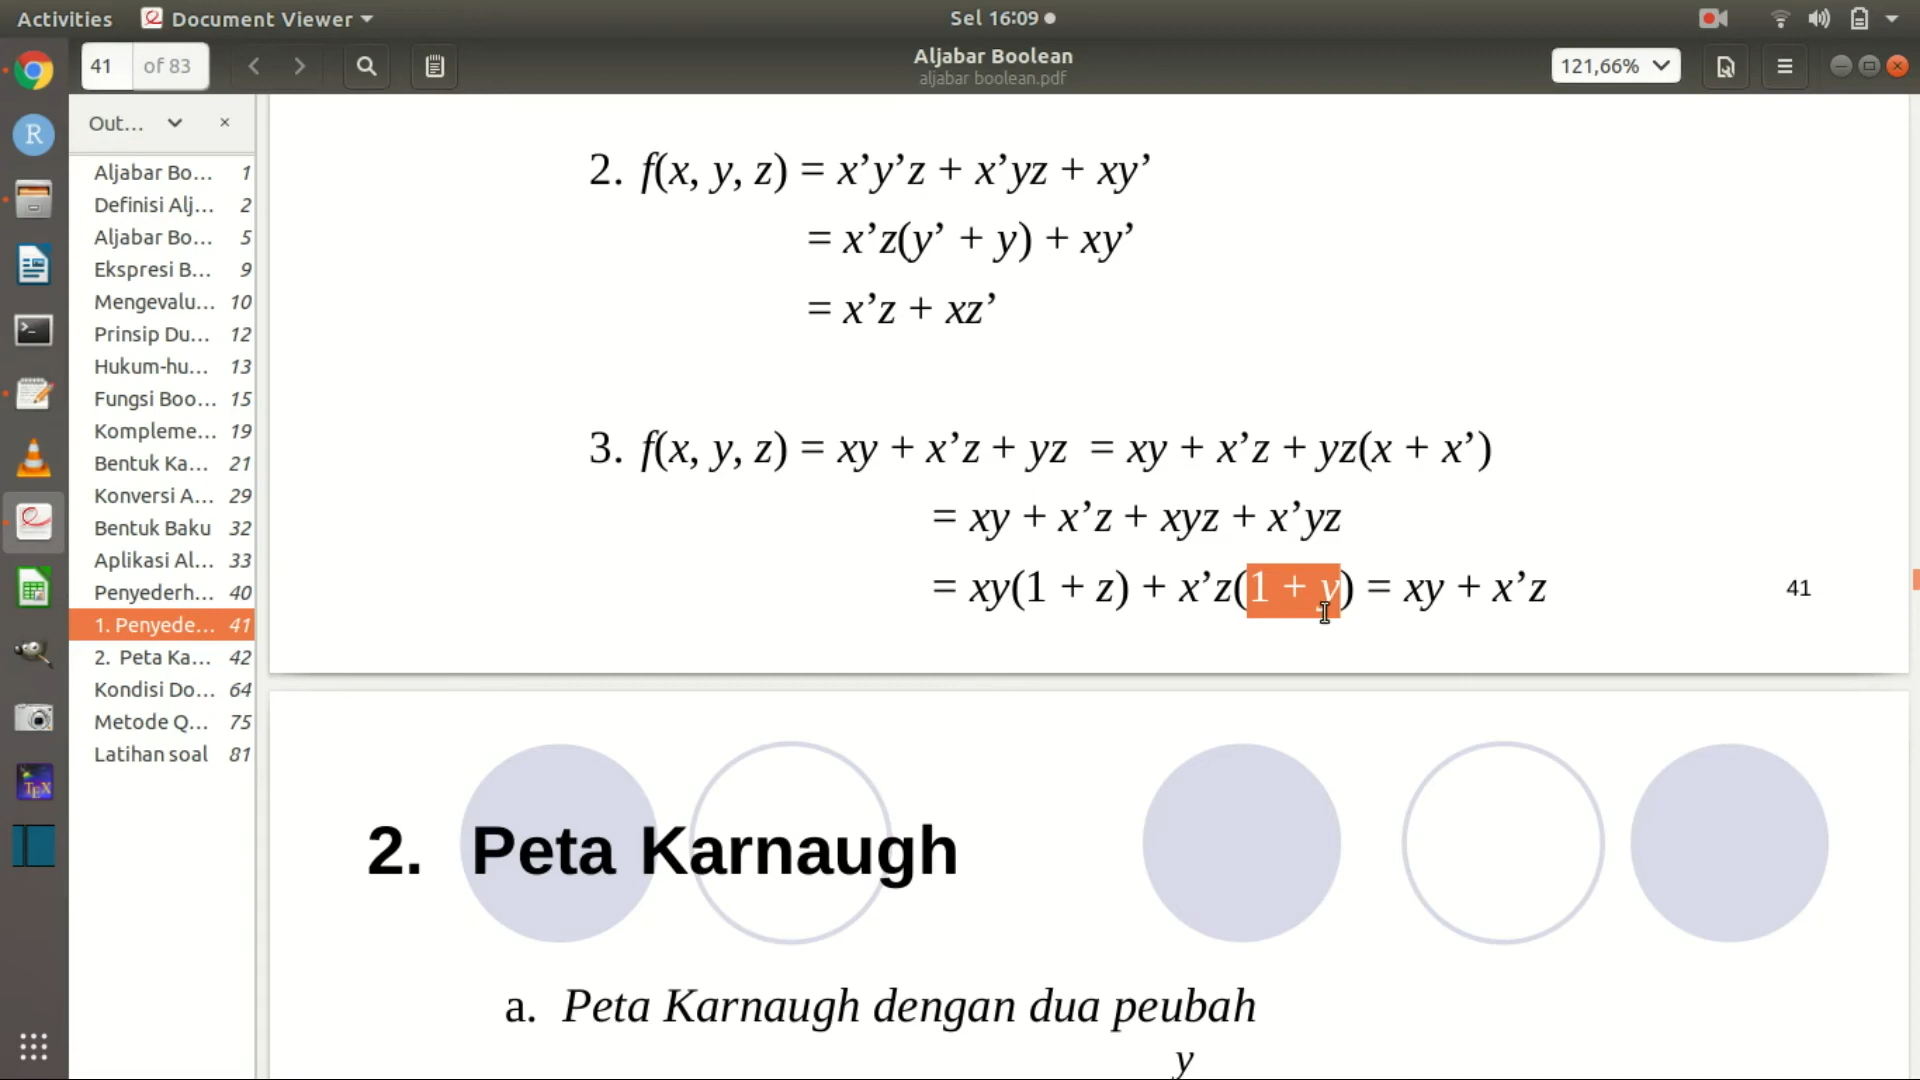 Activities Document Viewer Sel 16:09
41 of 83
Aljabar Boolean
aljabar boolean.pdf
121,66%
Out...
Aljabar Bo... 1
Definisi Alj... 2
Aljabar Bo... 5
Ekspresi B... 9
Mengevalu... 10
Prinsip Du... 12
Hukum-hu... 13
Fungsi Boo... 15
Kompleme... 19
Bentuk Ka... 21
Konversi A... 29
Bentuk Baku 32
Aplikasi Al... 33
Penyederh... 40
1. Penyede... 41
2. Peta Ka... 42
Kondisi Do... 64
Metode Q... 75
Latihan soal 81
2. f(x, y, z) = x’y’z + x’yz + xy’
= x’z(y’ + y) + xy’
= x’z + xz’
3. f(x, y, z) = xy + x’z + yz = xy + x’z + yz(x + x’)
= xy + x’z + xyz + x’yz
= xy(1 + z) + x’z(1 + y) = xy + x’z
41
2. Peta Karnaugh
a. Peta Karnaugh dengan dua peubah
y